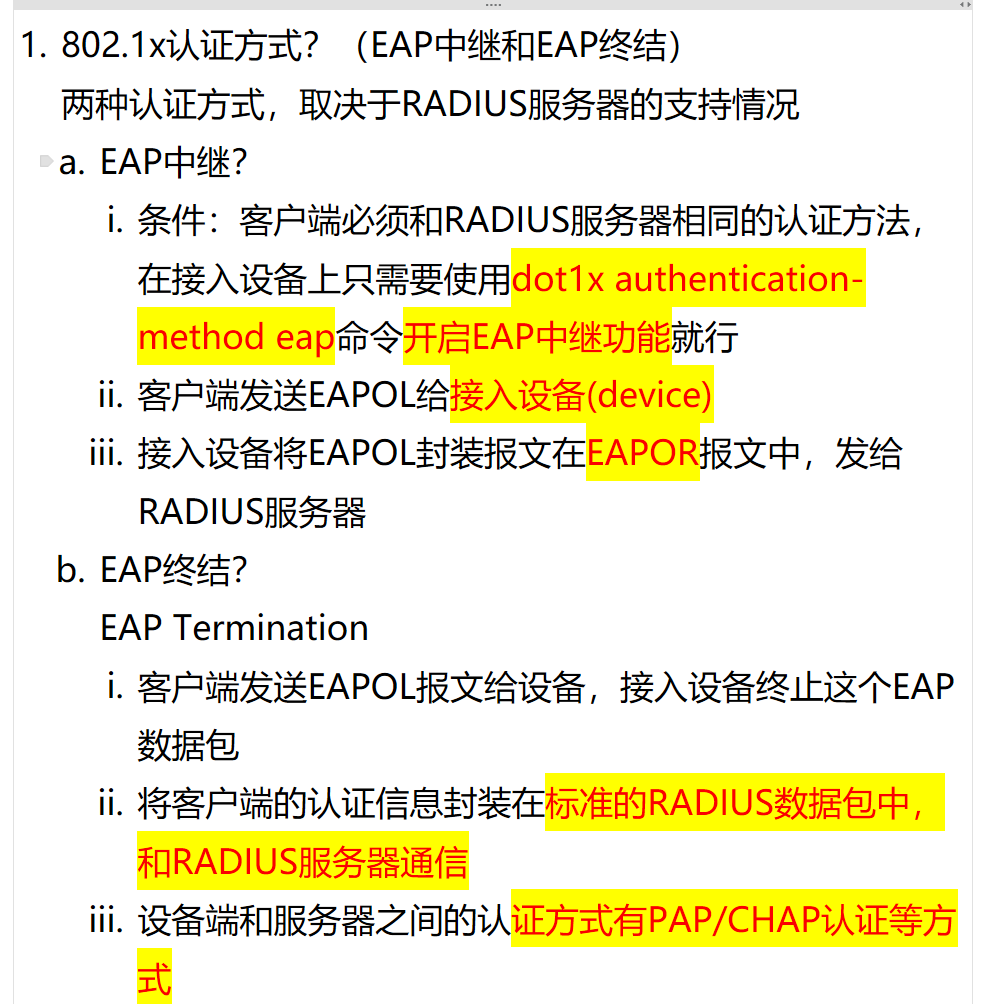 1. 802.1x认证方式？（EAP中继和EAP终结）
两种认证方式，取决于RADIUS服务器的支持情况
a. EAP中继？
i. 条件：客户端必须和RADIUS服务器相同的认证方法，
在接入设备上只需要使用dot1x authentication-
method eap命令开启EAP中继功能就行
ii. 客户端发送EAPOL给接入设备(device)
iii. 接入设备将EAPOL封装报文在EAPOR报文中，发给
RADIUS服务器
b. EAP终结？
EAP Termination
i. 客户端发送EAPOL报文给设备，接入设备终止这个EAP
数据包
ii. 将客户端的认证信息封装在标准的RADIUS数据包中，
和RADIUS服务器通信
iii. 设备端和服务器之间的认证方式有PAP/CHAP认证等方
式